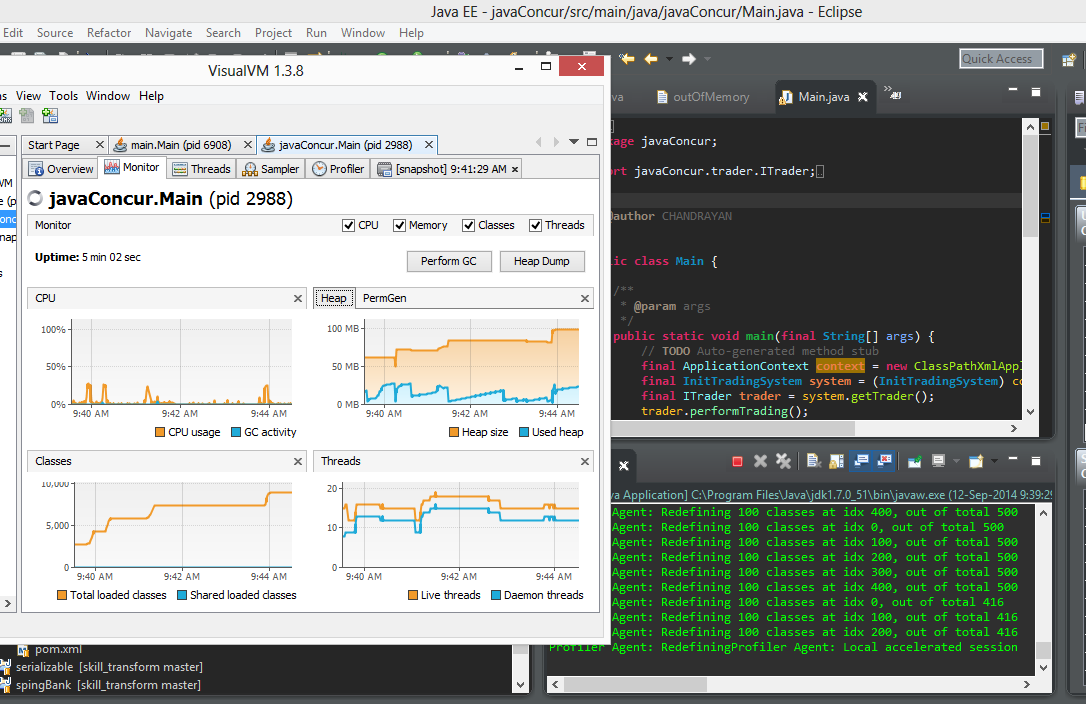 Java EE - javaConcur/src/main/java/javaConcur/Main.java - Eclipse
Edit Source Refactor Navigate Search Project Run Window Help
Quick Access
VisualVM 1.3.8
View Tools Window Help
Start Page main.Main (pid 6908) javaConcur.Main (pid 2988)
Overview Monitor Threads Sampler Profiler [snapshot] 9:41:29 AM
javaConcur.Main (pid 2988)
Monitor CPU Memory Classes Threads
Uptime: 5 min 02 sec
Perform GC Heap Dump
CPU
100%
50%
0%
9:40 AM 9:42 AM 9:44 AM
CPU usage GC activity
Heap PermGen
100 MB
50 MB
0 MB
9:40 AM 9:42 AM 9:44 AM
Heap size Used heap
Classes
10,000
5,000
0
9:40 AM 9:42 AM 9:44 AM
Total loaded classes Shared loaded classes
Threads
20
10
0
9:40 AM 9:42 AM 9:44 AM
Live threads Daemon threads
va outOfMemory Main.java
kage javaConcur;
ort javaConcur.trader.ITrader;
@author CHANDRAYAN
lic class Main {
/**
* @param args
*/
public static void main(final String[] args) {
// TODO Auto-generated method stub
final ApplicationContext context = new ClassPathXmlAppl
final InitTradingSystem system = (InitTradingSystem) co
final ITrader trader = system.getTrader();
trader.performTrading();
va Application] C:\Program Files\Java\jdk1.7.0_51\bin\javaw.exe (12-Sep-2014 9:39:29
Agent: Redefining 100 classes at idx 400, out of total 500
Agent: Redefining 100 classes at idx 0, out of total 500
Agent: Redefining 100 classes at idx 100, out of total 500
Agent: Redefining 100 classes at idx 200, out of total 500
Agent: Redefining 100 classes at idx 300, out of total 500
Agent: Redefining 100 classes at idx 400, out of total 500
Agent: Redefining 100 classes at idx 0, out of total 416
Agent: Redefining 100 classes at idx 100, out of total 416
Agent: Redefining 100 classes at idx 200, out of total 416
Profiler Agent: RedefiningProfiler Agent: Local accelerated session
pom.xml
serializable [skill_transform master]
spingBank [skill_transform master]